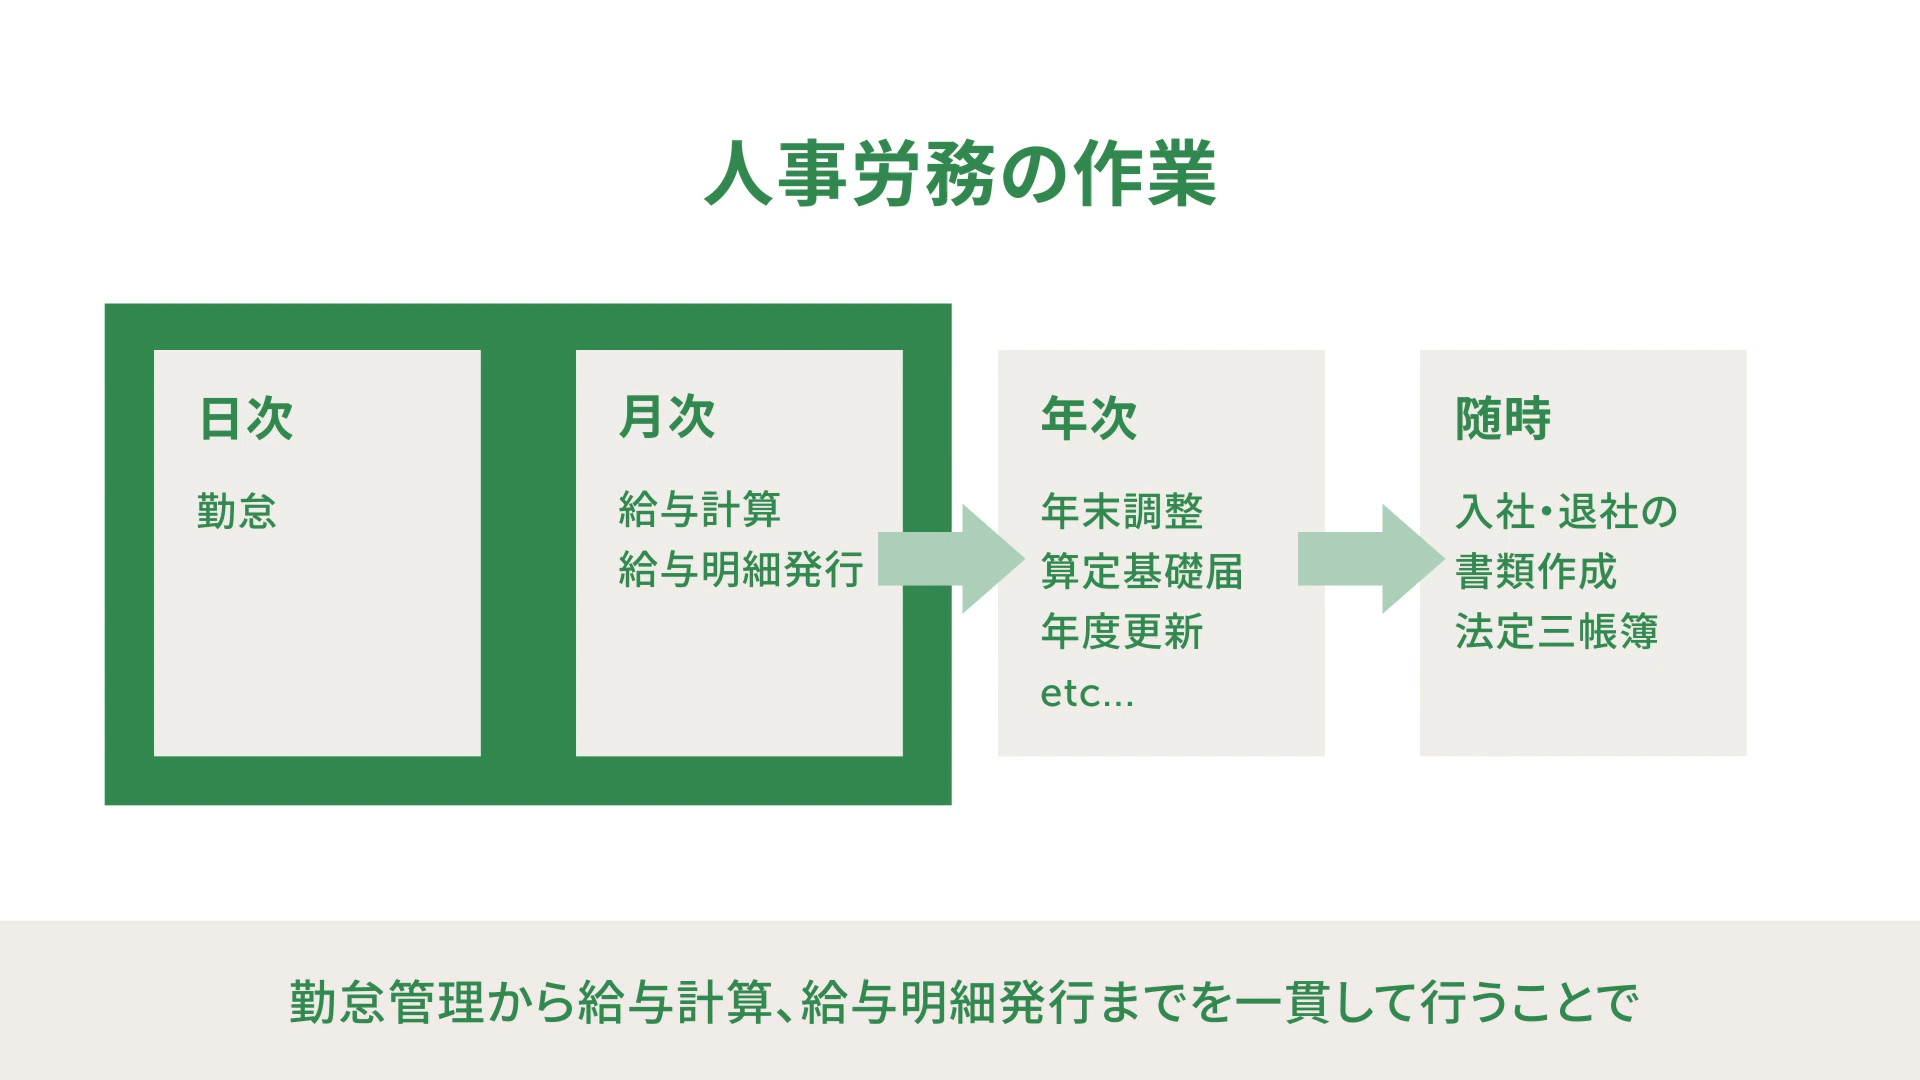 人事労務の作業
日次
勤怠
月次
給与計算
給与明細発行
年次
年末調整
算定基礎届
年度更新
etc...
随時
入社・退社の
書類作成
法定三帳簿
勤怠管理から給与計算、給与明細発行までを一貫して行うことで